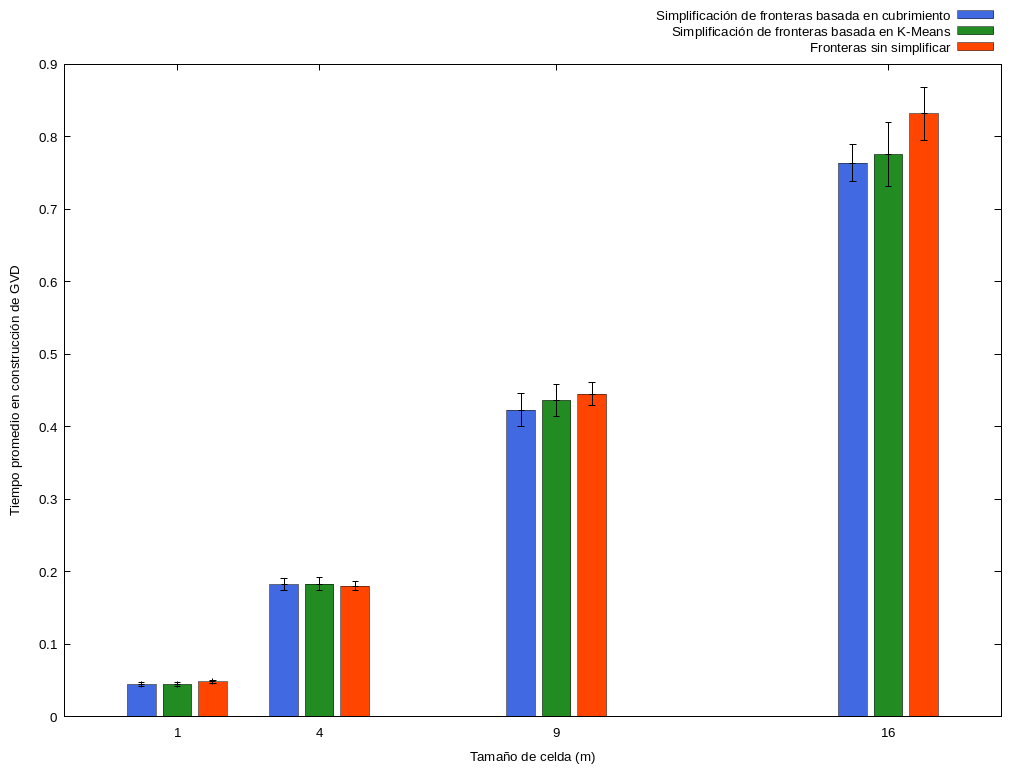 Simplificación de fronteras basada en cubrimiento
Simplificación de fronteras basada en K-Means
Fronteras sin simplificar
0.9
0.8
0.7
0.6
0.5
0.4
0.3
0.2
0.1
0
Tiempo promedio en construcción de GVD
1 4 9 16
Tamaño de celda (m)